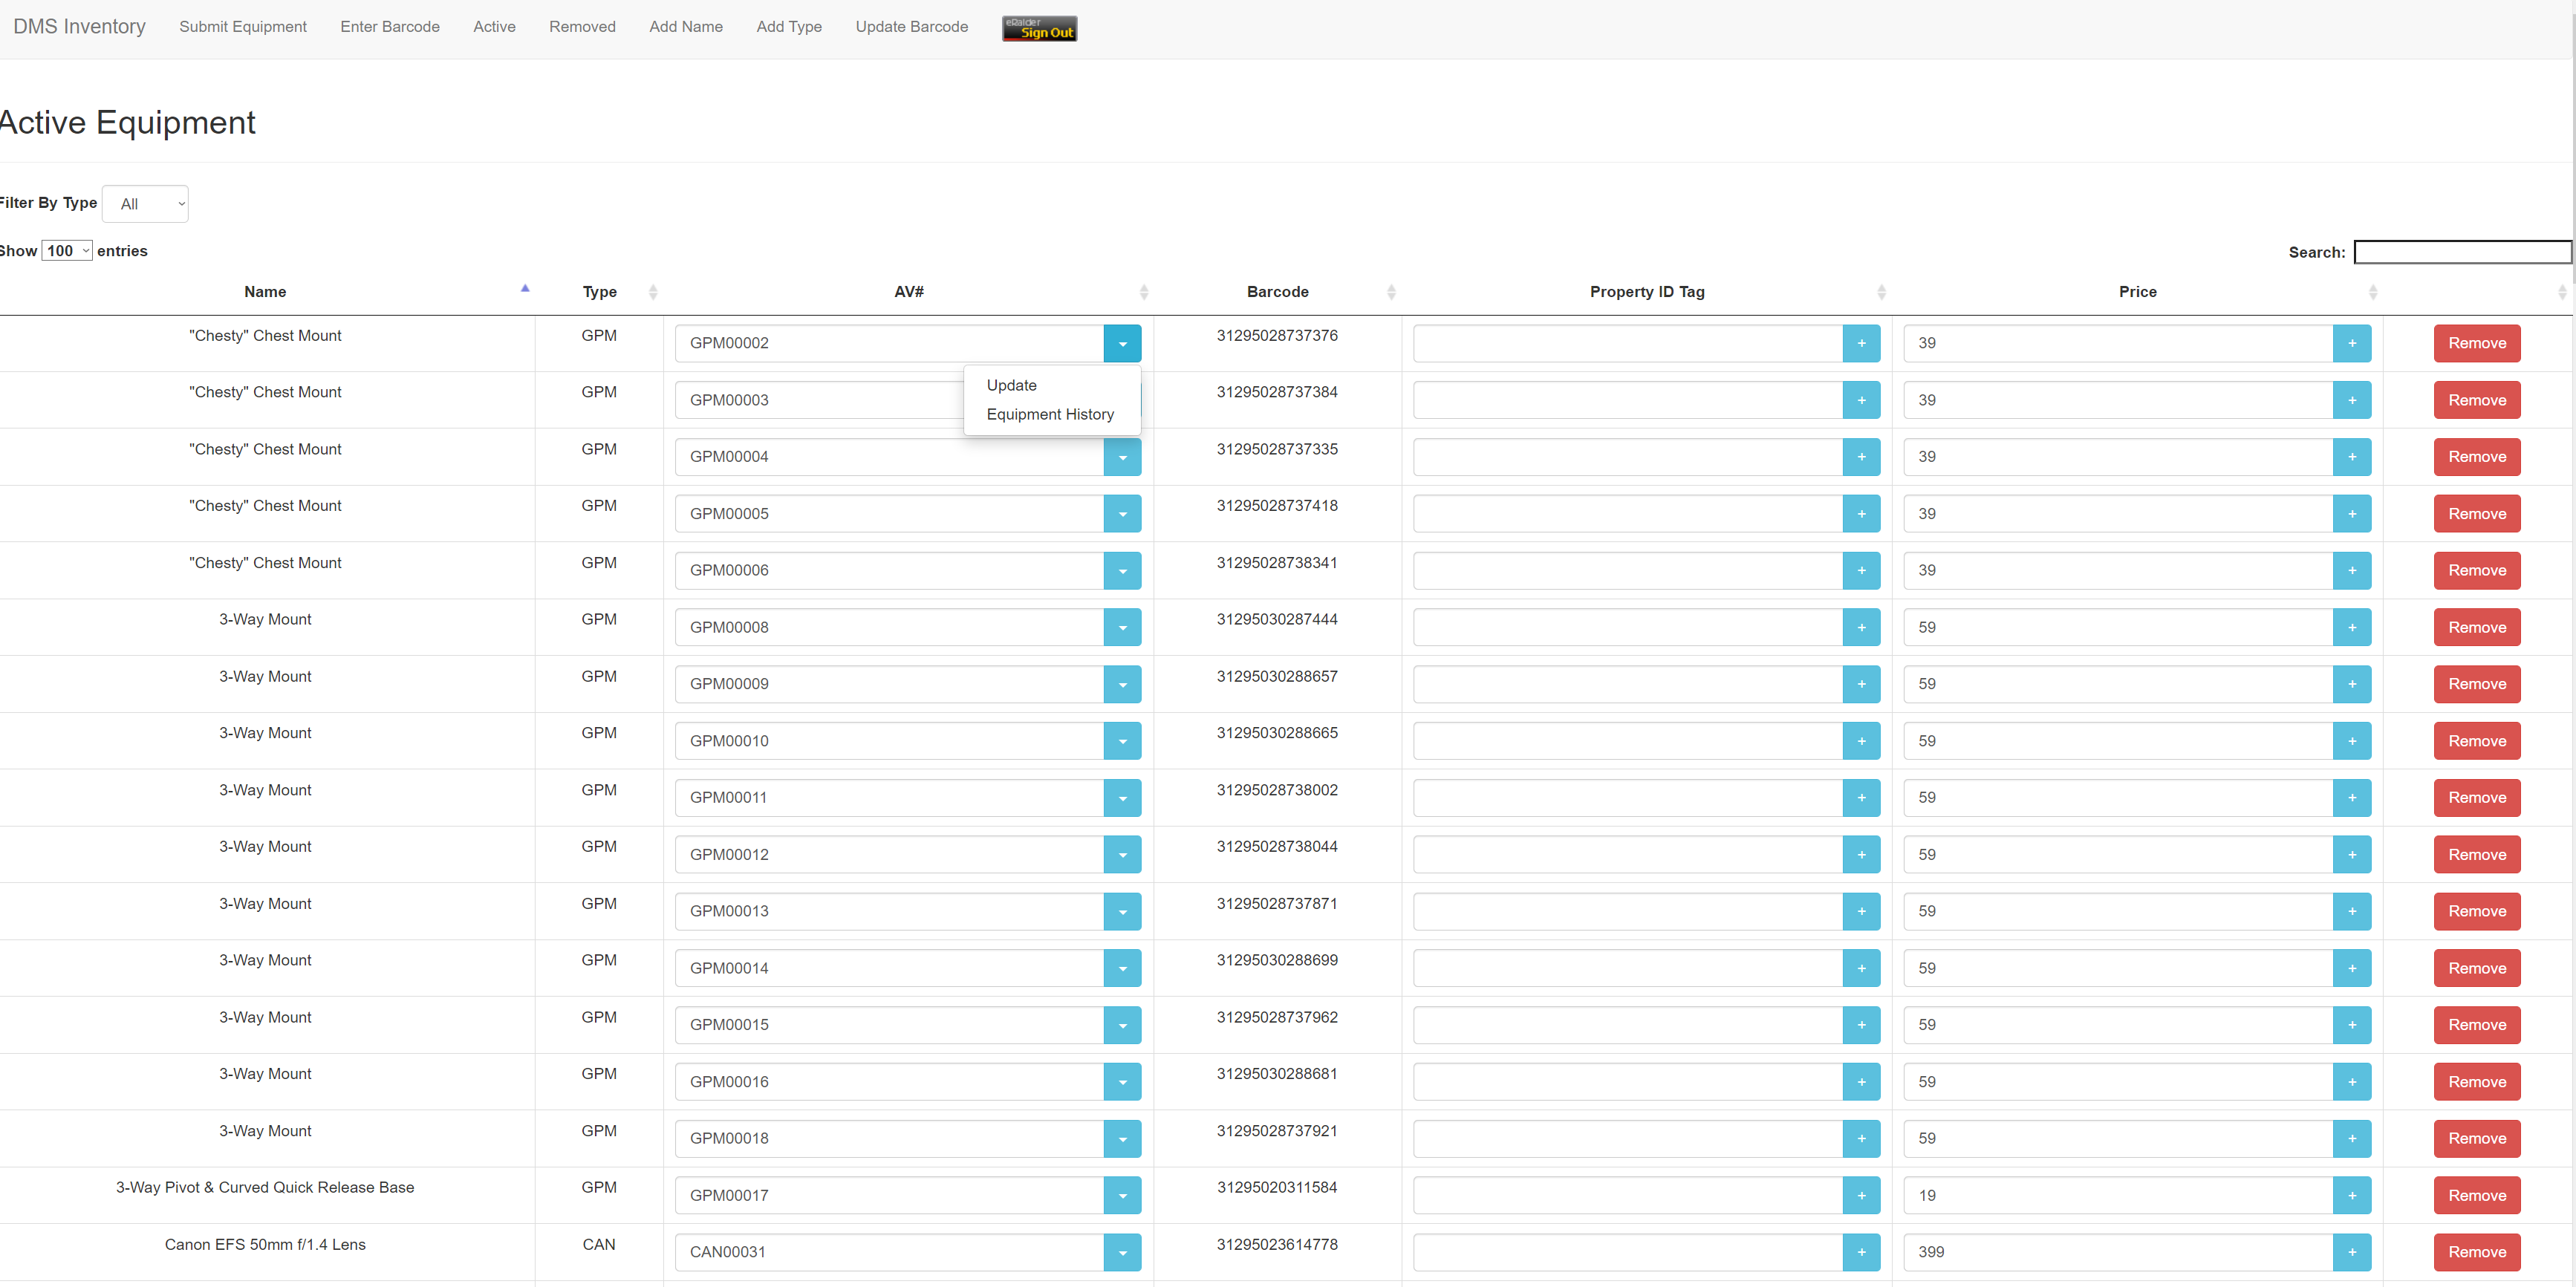 DMS Inventory Submit Equipment Enter Barcode Active Removed Add Name Add Type Update Barcode eRaider Sign Out
Active Equipment
Filter By Type All
Show 100 entries Search:
Name Type AV# Barcode Property ID Tag Price
"Chesty" Chest Mount GPM GPM00002 31295028737376 + 39 + Remove
Update
"Chesty" Chest Mount GPM GPM00003 31295028737384 + 39 + Remove
Equipment History
"Chesty" Chest Mount GPM GPM00004 31295028737335 + 39 + Remove
"Chesty" Chest Mount GPM GPM00005 31295028737418 + 39 + Remove
"Chesty" Chest Mount GPM GPM00006 31295028738341 + 39 + Remove
3-Way Mount GPM GPM00008 31295030287444 + 59 + Remove
3-Way Mount GPM GPM00009 31295030288657 + 59 + Remove
3-Way Mount GPM GPM00010 31295030288665 + 59 + Remove
3-Way Mount GPM GPM00011 31295028738002 + 59 + Remove
3-Way Mount GPM GPM00012 31295028738044 + 59 + Remove
3-Way Mount GPM GPM00013 31295028737871 + 59 + Remove
3-Way Mount GPM GPM00014 31295030288699 + 59 + Remove
3-Way Mount GPM GPM00015 31295028737962 + 59 + Remove
3-Way Mount GPM GPM00016 31295030288681 + 59 + Remove
3-Way Mount GPM GPM00018 31295028737921 + 59 + Remove
3-Way Pivot & Curved Quick Release Base GPM GPM00017 31295020311584 + 19 + Remove
Canon EFS 50mm f/1.4 Lens CAN CAN00031 31295023614778 + 399 + Remove